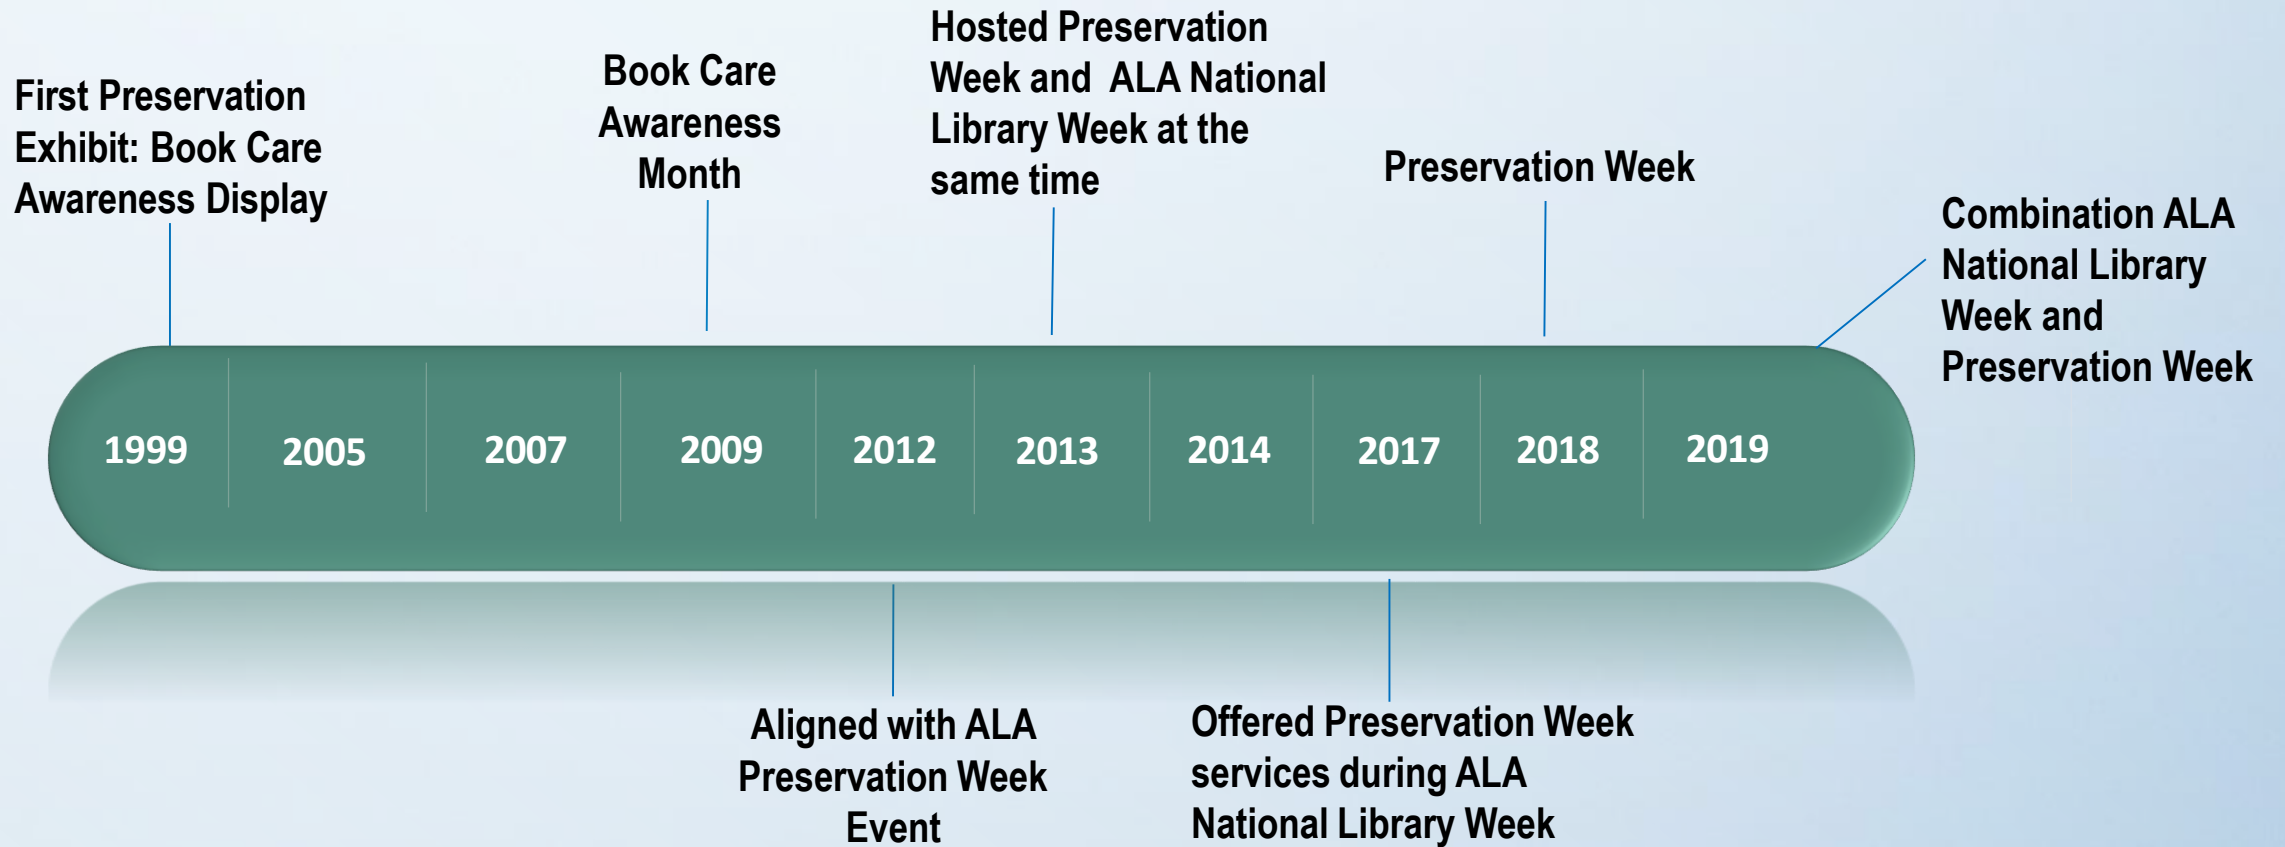 First Preservation
Exhibit: Book Care
Awareness Display
Book Care
Awareness
Month
Hosted Preservation
Week and  ALA National
Library Week at the
same time
Preservation Week
Combination ALA
National Library
Week and
Preservation Week
1999
2005
2007
2009
2012
2013
2014
2017
2018
2019
Aligned with ALA
Preservation Week
Event
Offered Preservation Week
services during ALA
National Library Week